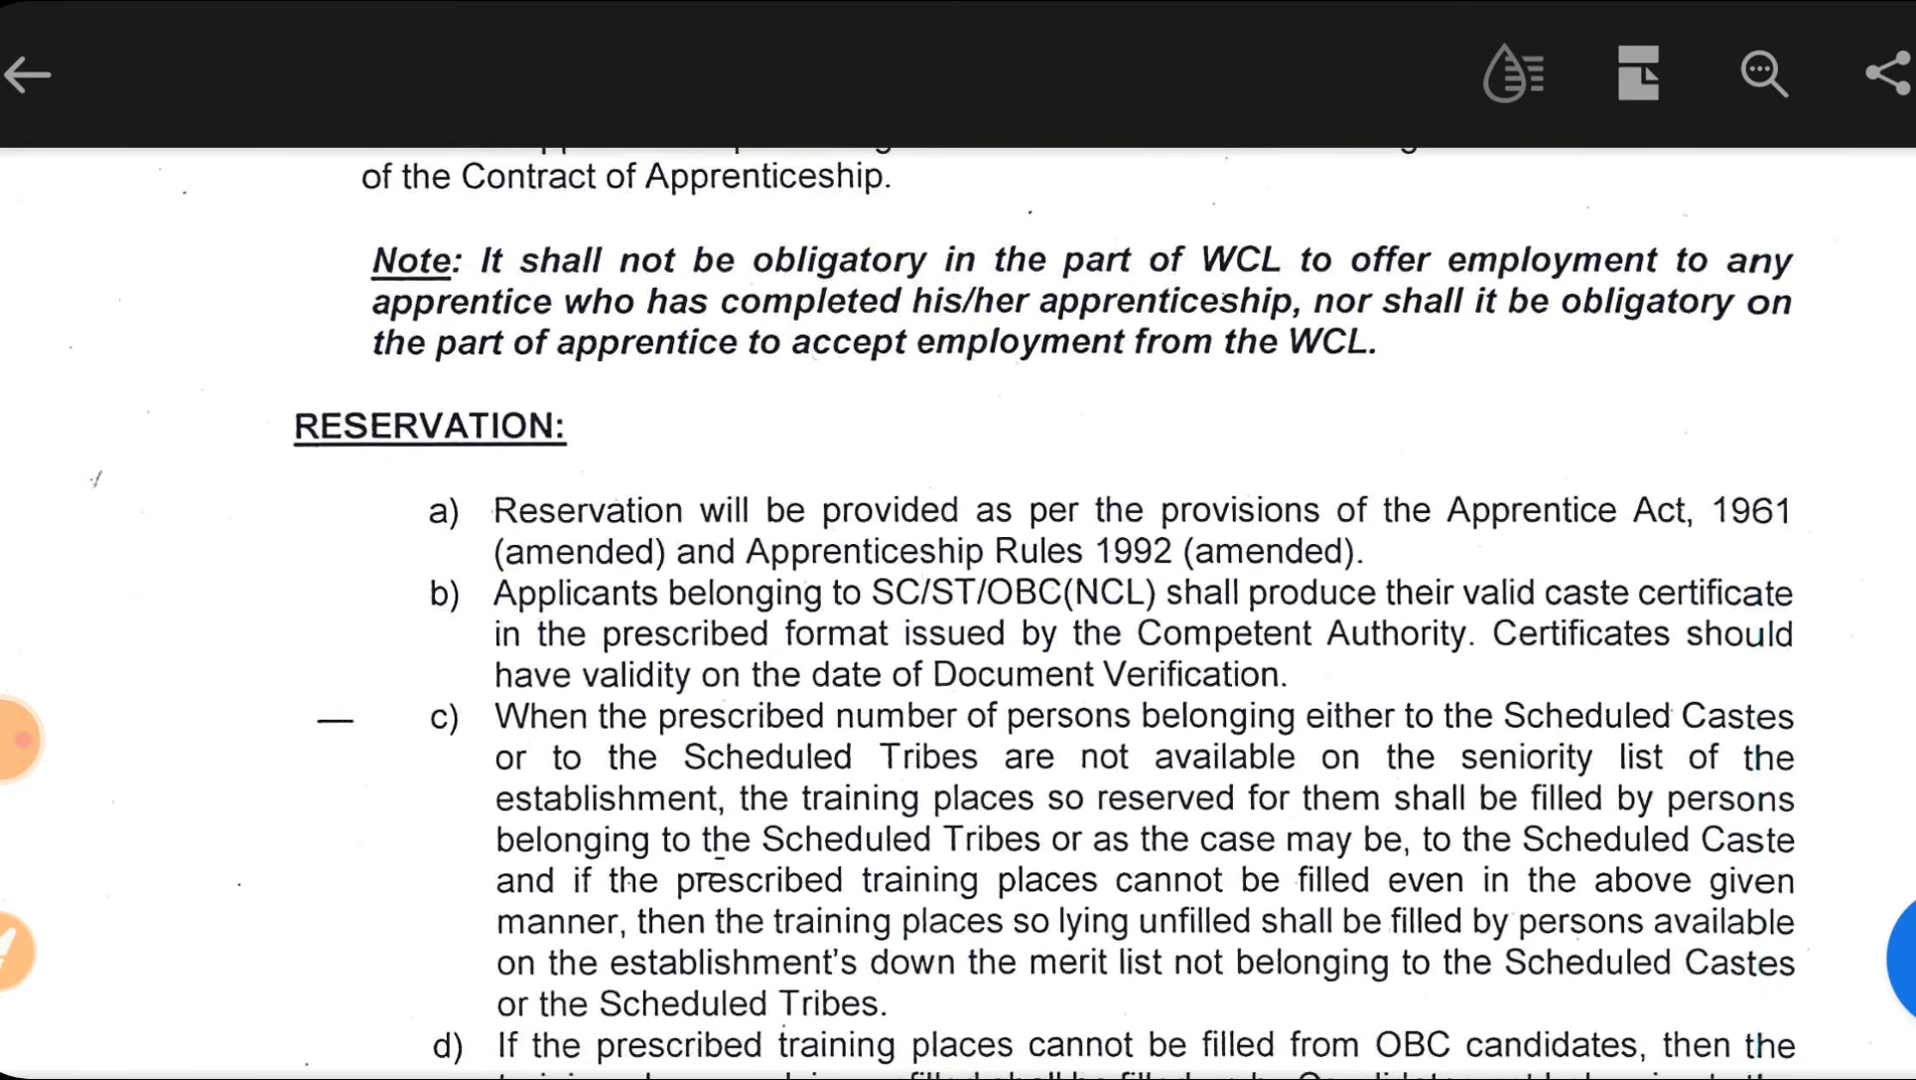 of the Contract of Apprenticeship.
Note: It shall not be obligatory in the part of WCL to offer employment to any
apprentice who has completed his/her apprenticeship, nor shall it be obligatory on
the part of apprentice to accept employment from the WCL.
RESERVATION:
a) Reservation will be provided as per the provisions of the Apprentice Act, 1961
(amended) and Apprenticeship Rules 1992 (amended).
b) Applicants belonging to SC/ST/OBC(NCL) shall produce their valid caste certificate
in the prescribed format issued by the Competent Authority. Certificates should
have validity on the date of Document Verification.
c) When the prescribed number of persons belonging either to the Scheduled Castes
or to the Scheduled Tribes are not available on the seniority list of the
establishment, the training places so reserved for them shall be filled by persons
belonging to the Scheduled Tribes or as the case may be, to the Scheduled Caste
and if the prescribed training places cannot be filled even in the above given
manner, then the training places so lying unfilled shall be filled by persons available
on the establishment's down the merit list not belonging to the Scheduled Castes
or the Scheduled Tribes.
d) If the prescribed training places cannot be filled from OBC candidates, then the